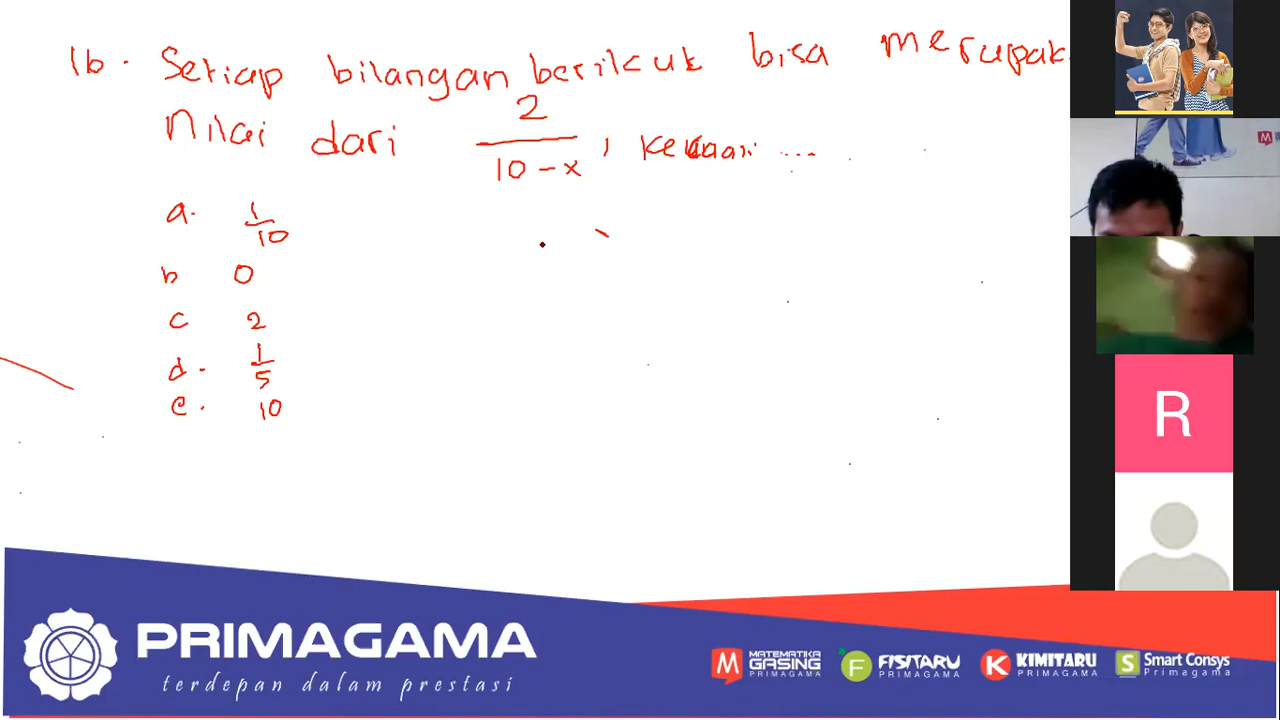 16. Setiap bilangan berikut bisa merupak
Nilai dari 2/10-x, kecuali ...
a. 1/10
b 0
c 2
d. 1/5
e. 10
M
R
PRIMAGAMA
terdepan dalam prestasi
M MATEMATIKA GASING PRIMAGAMA
F FISITARU PRIMAGAMA
K KIMITARU PRIMAGAMA
S Smart Consys Primagama